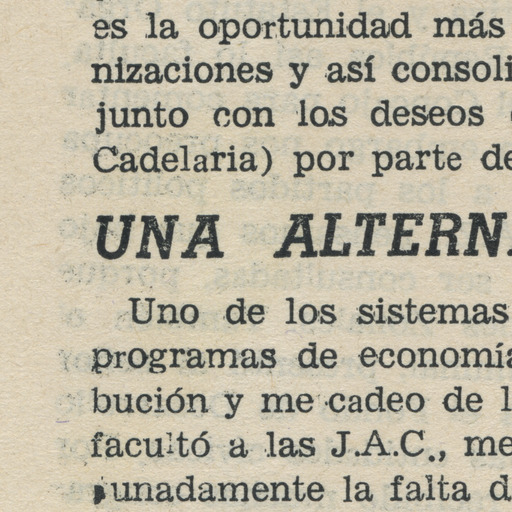 es la oportunidad más
nizaciones y así consoli
junto con los deseos
Cadelaria) por parte de
UNA ALTERN
Uno de los sistemas
programas de economía
bución y me cadeo de l
facultó a las J.A.C., me
unadamente la falta d